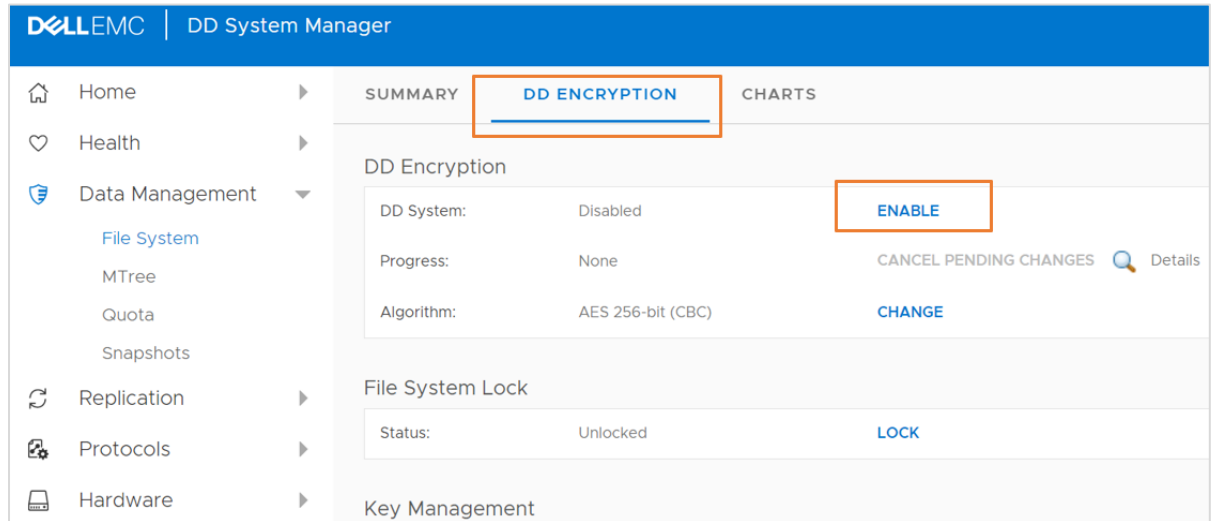 DELLEMC | DD System Manager
Home
Health
Data Management
File System
MTree
Quota
Snapshots
Replication
Protocols
Hardware
SUMMARY DD ENCRYPTION CHARTS
DD Encryption
DD System: Disabled ENABLE
Progress: None CANCEL PENDING CHANGES Details
Algorithm: AES 256-bit (CBC) CHANGE
File System Lock
Status: Unlocked LOCK
Key Management